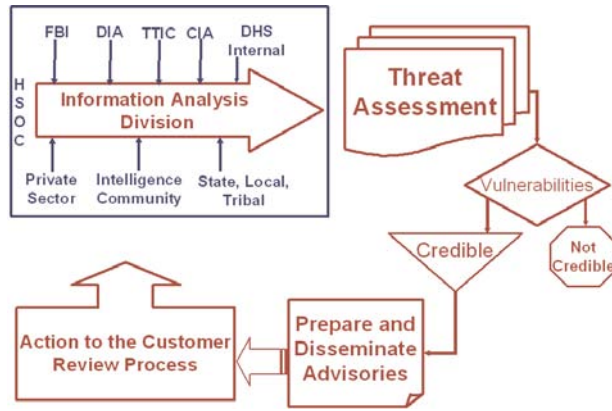 FBI DIA TTIC CIA DHS
Internal
HSOC
Information Analysis
Division
Private
Sector
Intelligence
Community
State, Local,
Tribal
Threat
Assessment
Vulnerabilities
Credible
Not
Credible
Prepare and
Disseminate
Advisories
Action to the Customer
Review Process